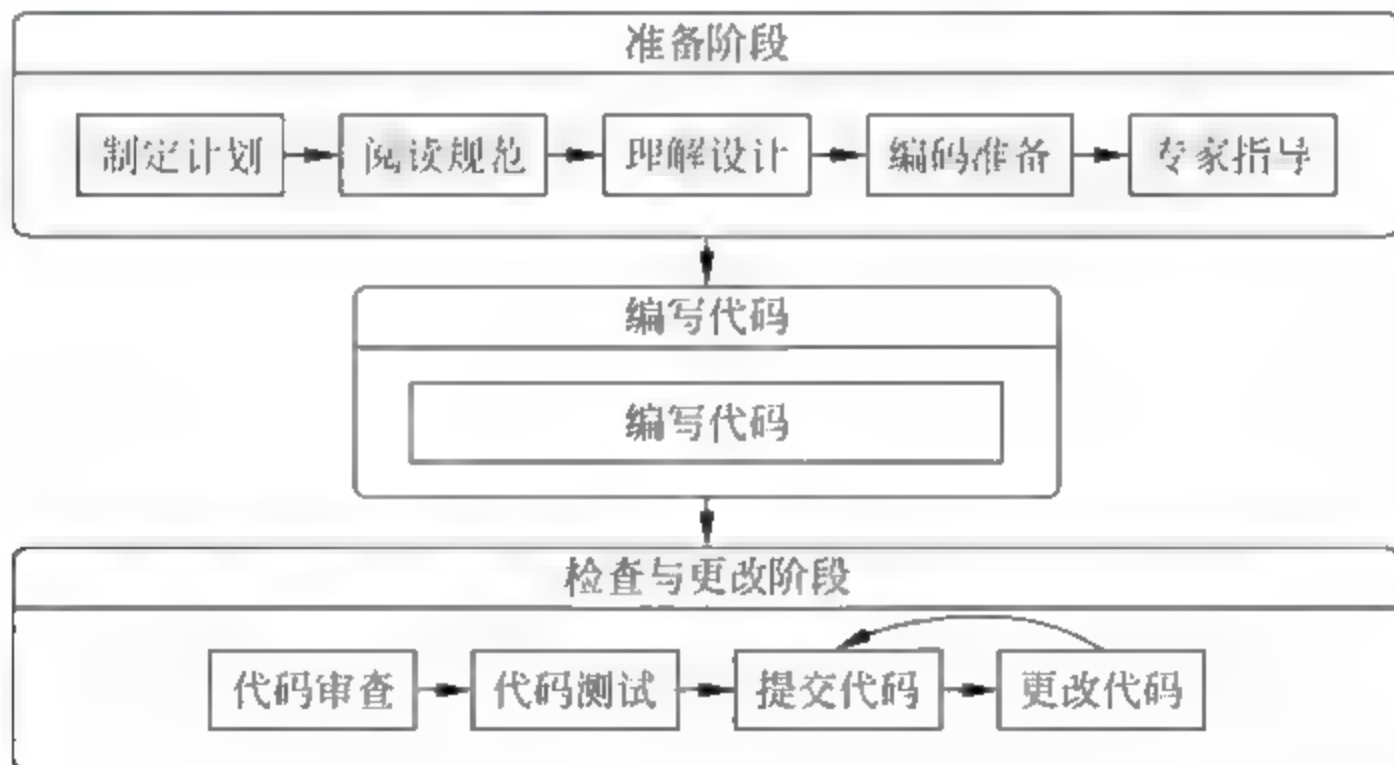 准备阶段
制定计划 阅读规范 理解设计 编码准备 专家指导
编写代码
编写代码
检查与更改阶段
代码审查 代码测试 提交代码 更改代码